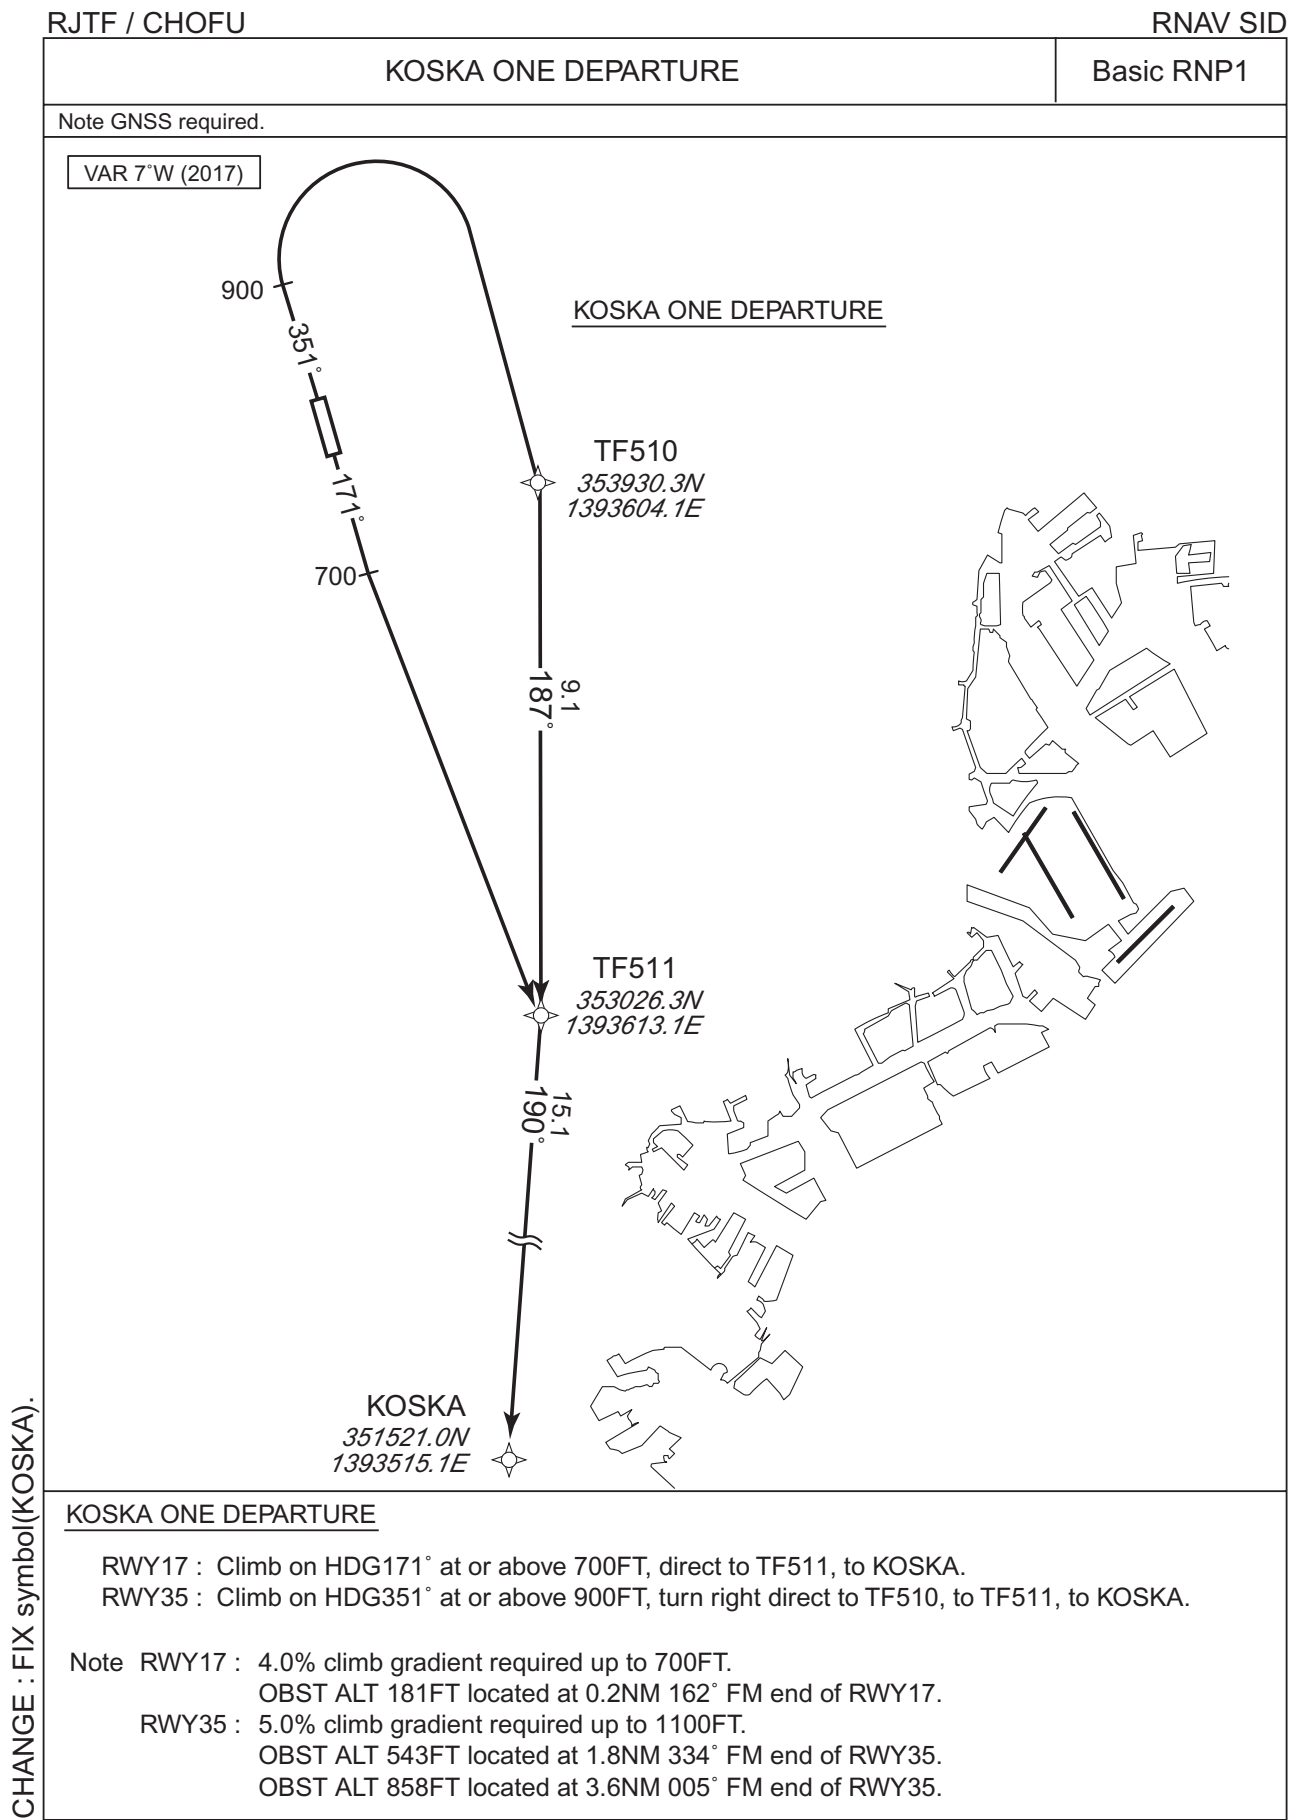 RJTF / CHOFU
RNAV SID
KOSKA ONE DEPARTURE
Basic RNP1
Note GNSS required.
VAR 7˚W (2017)
900
351˚
KOSKA ONE DEPARTURE
171˚
700
TF510
353930.3N
1393604.1E
9.1
187˚
TF511
353026.3N
1393613.1E
15.1
190˚
KOSKA
351521.0N
1393515.1E
KOSKA ONE DEPARTURE
RWY17 : Climb on HDG171˚ at or above 700FT, direct to TF511, to KOSKA.
RWY35 : Climb on HDG351˚ at or above 900FT, turn right direct to TF510, to TF511, to KOSKA.
Note RWY17 : 4.0% climb gradient required up to 700FT.
OBST ALT 181FT located at 0.2NM 162˚ FM end of RWY17.
RWY35 : 5.0% climb gradient required up to 1100FT.
OBST ALT 543FT located at 1.8NM 334˚ FM end of RWY35.
OBST ALT 858FT located at 3.6NM 005˚ FM end of RWY35.
CHANGE : FIX symbol(KOSKA).